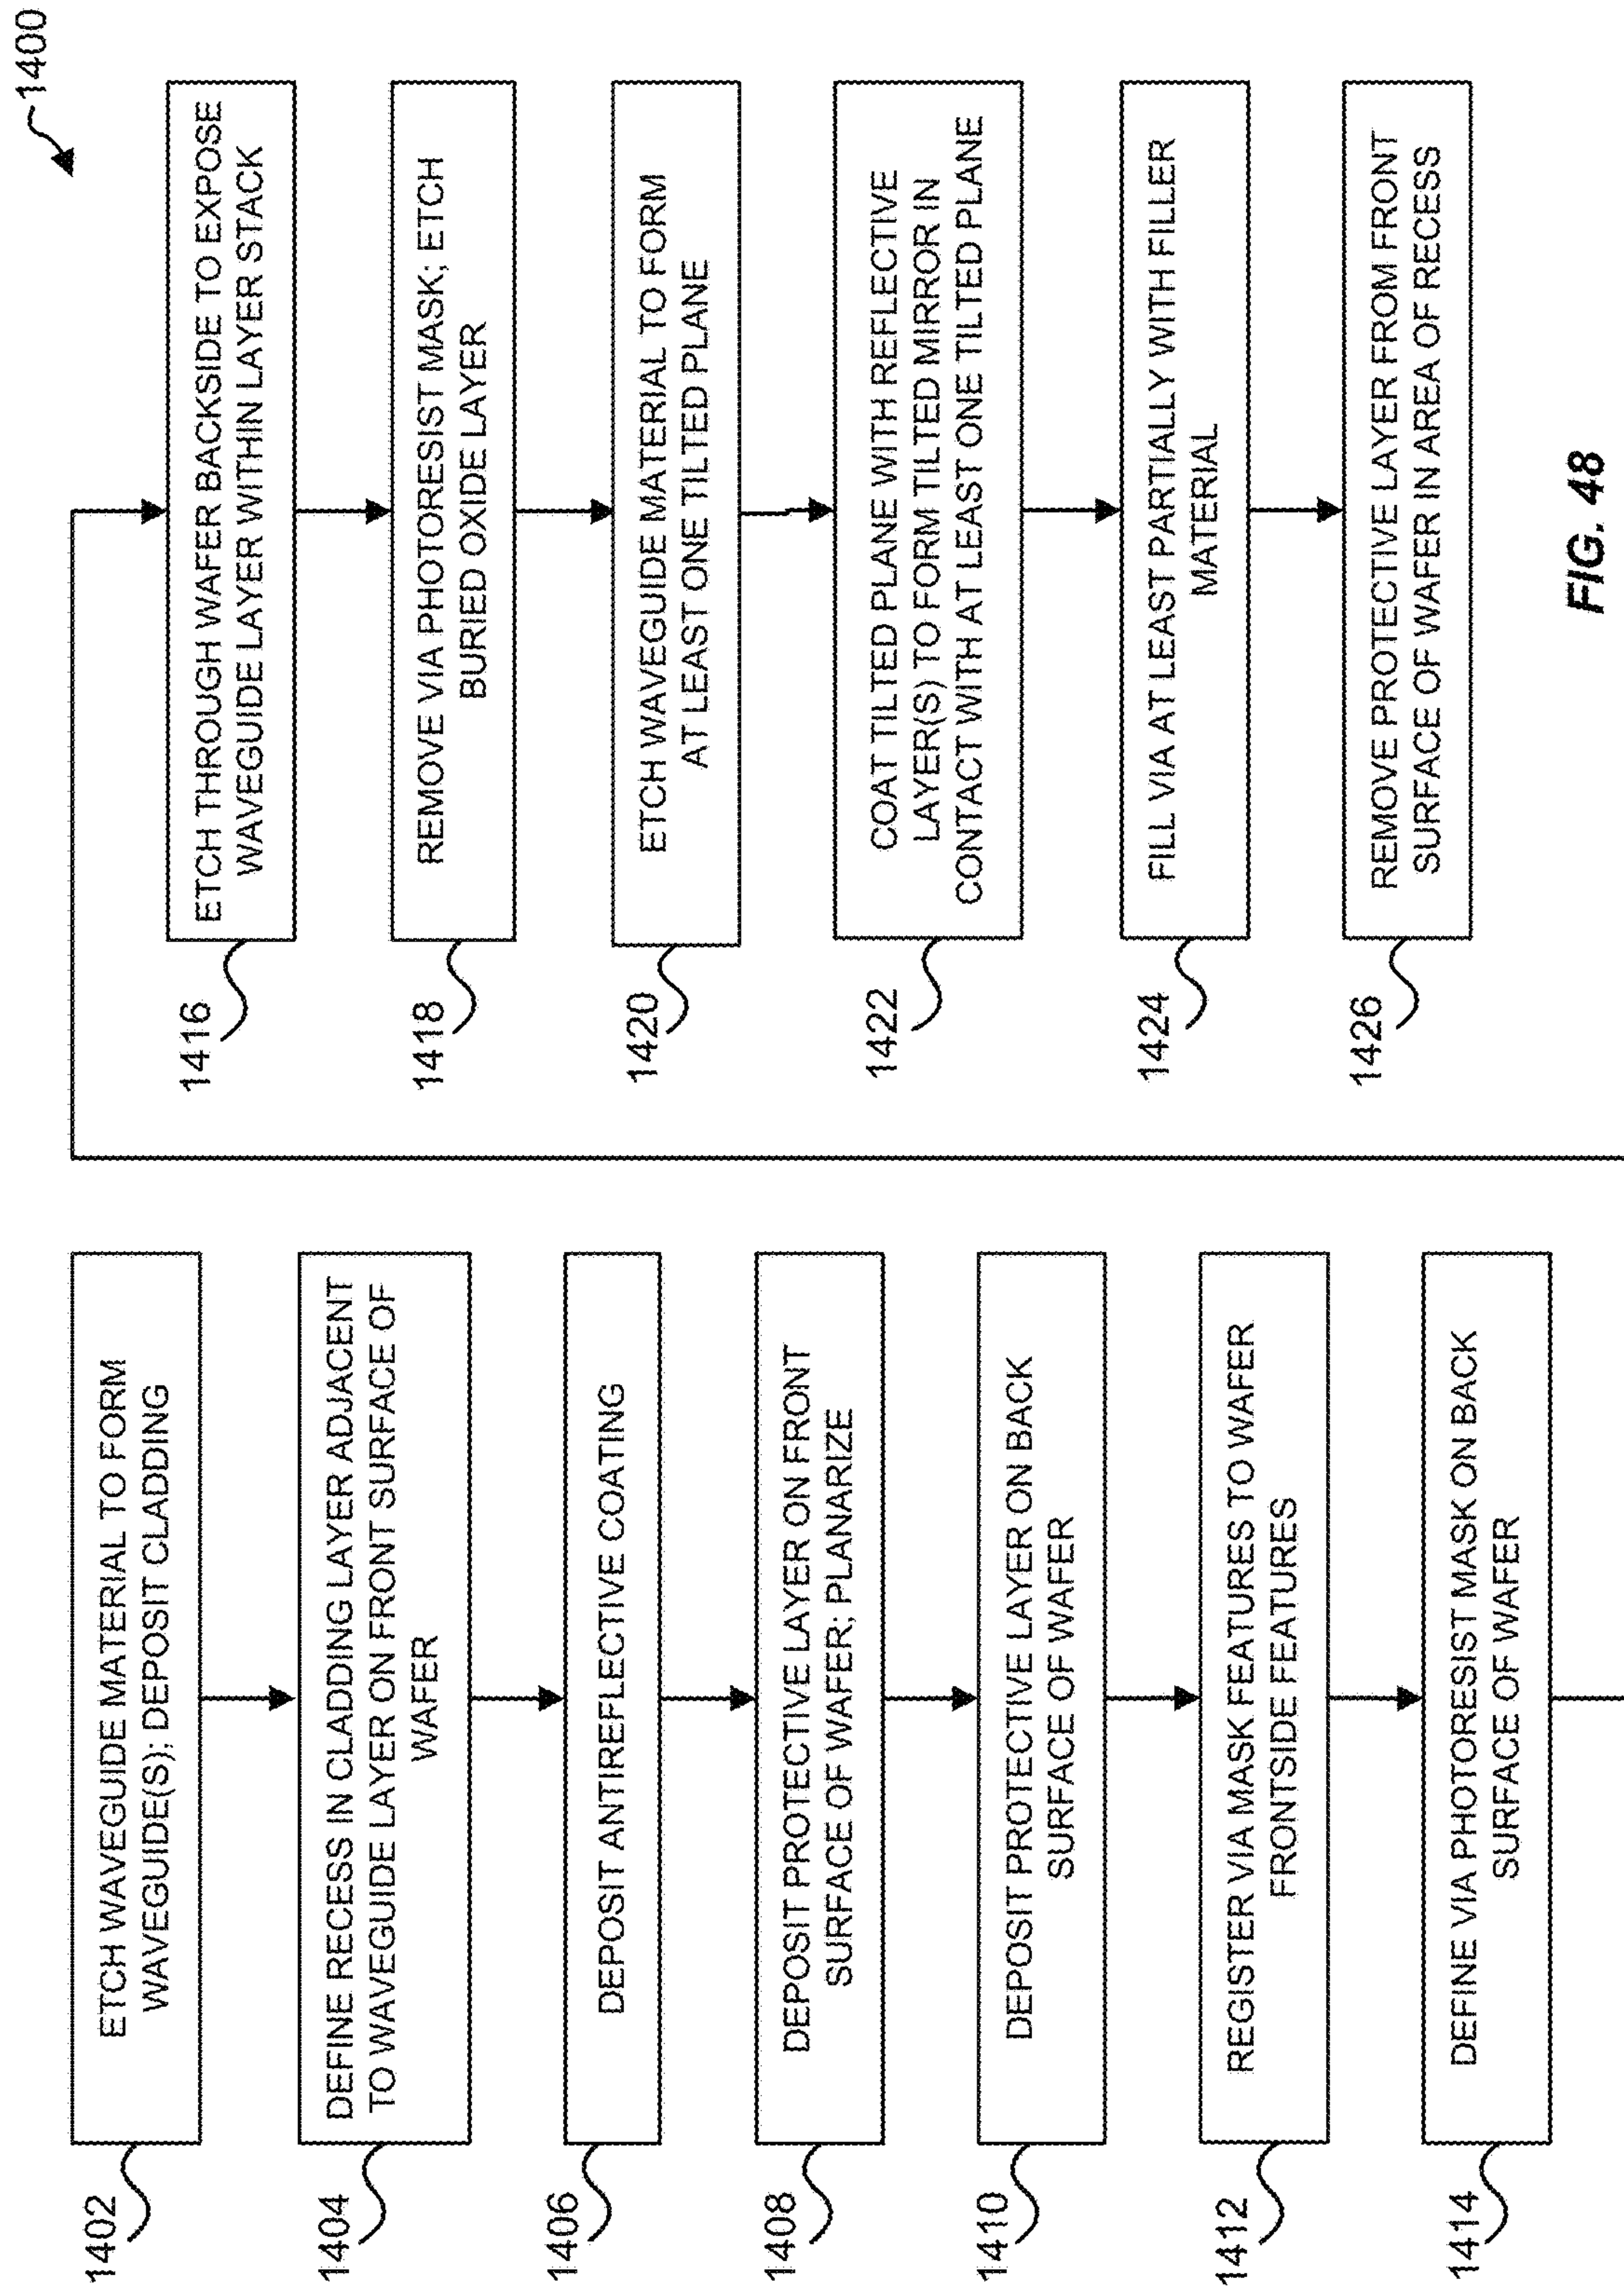 1400
1402
ETCH WAVEGUIDE MATERIAL TO FORM
WAVEGUIDE(S); DEPOSIT CLADDING
1404
DEFINE RECESS IN CLADDING LAYER ADJACENT
TO WAVEGUIDE LAYER ON FRONT SURFACE OF
WAFER
1406
DEPOSIT ANTIREFLECTIVE COATING
1408
DEPOSIT PROTECTIVE LAYER ON FRONT
SURFACE OF WAFER; PLANARIZE
1410
DEPOSIT PROTECTIVE LAYER ON BACK
SURFACE OF WAFER
1412
REGISTER VIA MASK FEATURES TO WAFER
FRONTSIDE FEATURES
1414
DEFINE VIA PHOTORESIST MASK ON BACK
SURFACE OF WAFER
1416
ETCH THROUGH WAFER BACKSIDE TO EXPOSE
WAVEGUIDE LAYER WITHIN LAYER STACK
1418
REMOVE VIA PHOTORESIST MASK; ETCH
BURIED OXIDE LAYER
1420
ETCH WAVEGUIDE MATERIAL TO FORM
AT LEAST ONE TILTED PLANE
1422
COAT TILTED PLANE WITH REFLECTIVE
LAYER(S) TO FORM TILTED MIRROR IN
CONTACT WITH AT LEAST ONE TILTED PLANE
1424
FILL VIA AT LEAST PARTIALLY WITH FILLER
MATERIAL
1426
REMOVE PROTECTIVE LAYER FROM FRONT
SURFACE OF WAFER IN AREA OF RECESS
FIG. 48